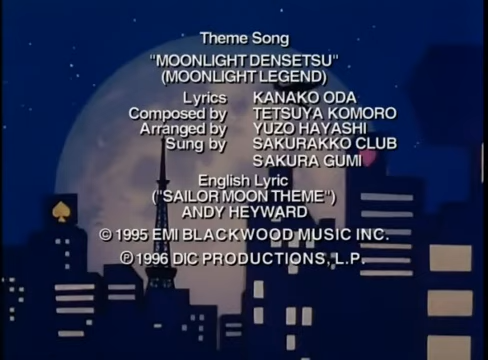 Theme Song
"MOONLIGHT DENSETSU"
(MOONLIGHT LEGEND)
Lyrics KANAKO ODA
Composed by TETSUYA KOMORO
Arranged by YUZO HAYASHI
Sung by SAKURAKKO CLUB
SAKURA GUMI
English Lyric
("SAILOR MOON THEME")
ANDY HEYWARD
© 1995 EMI BLACKWOOD MUSIC INC.
℗ 1996 DIC PRODUCTIONS, L.P.